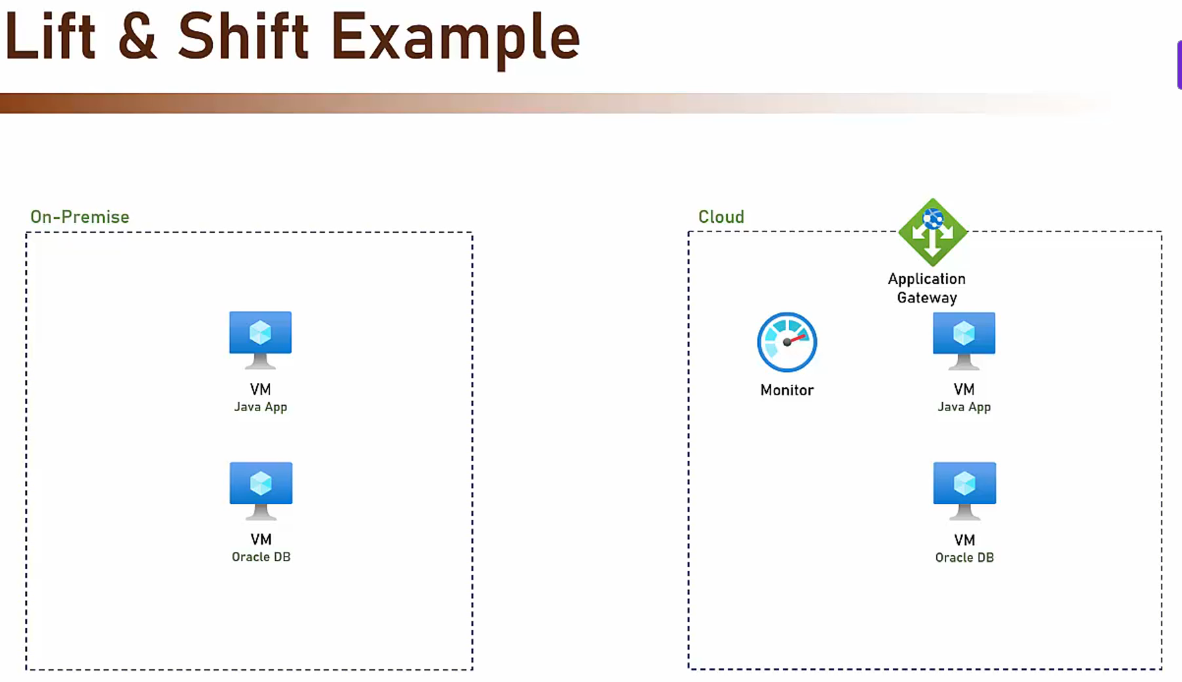 Lift & Shift Example
On-Premise
VM
Java App
VM
Oracle DB
Cloud
Application
Gateway
Monitor
VM
Java App
VM
Oracle DB